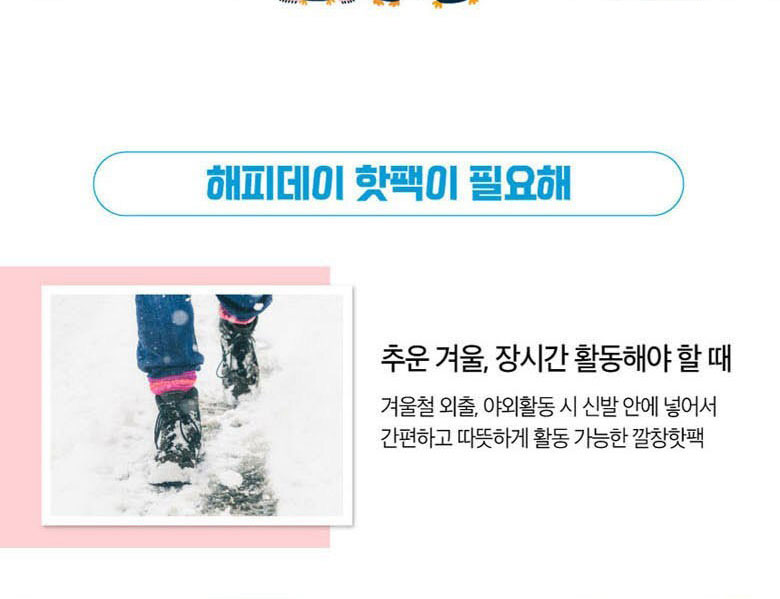 해피데이 핫팩이 필요해
추운 겨울, 장시간 활동해야 할 때
겨울철 외출, 야외활동 시 신발 안에 넣어서
간편하고 따뜻하게 활동 가능한 깔창핫팩